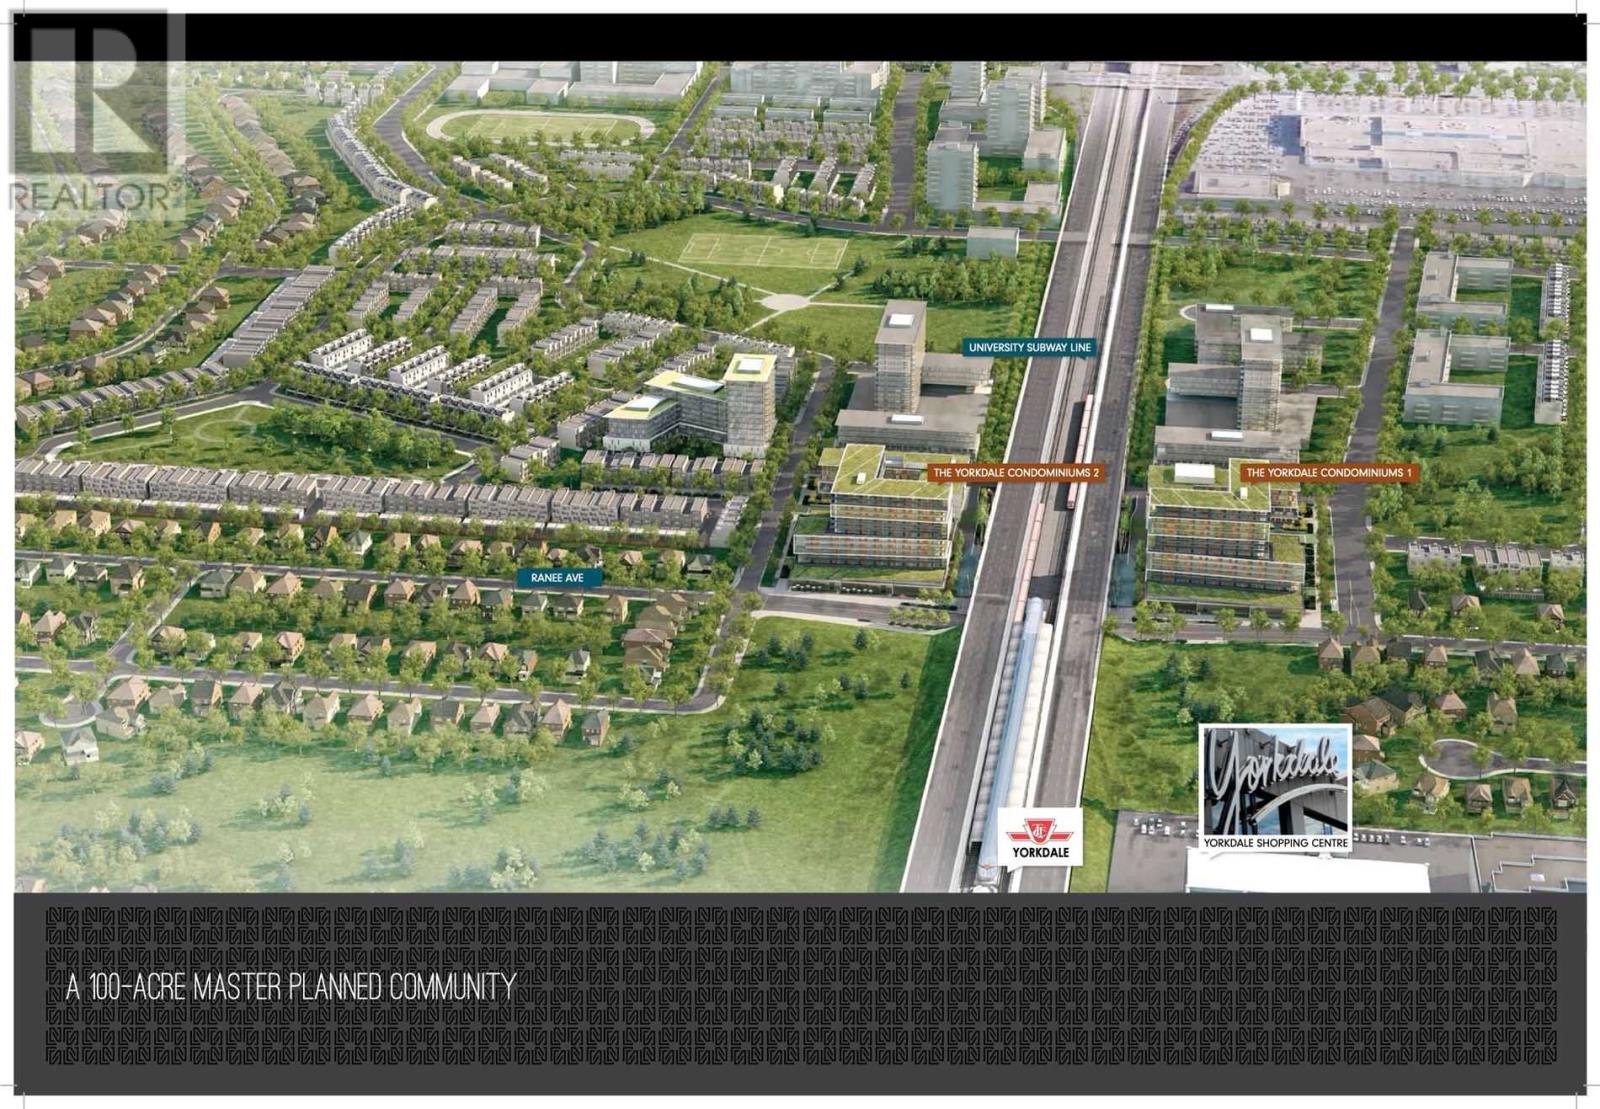 REALTOR®
UNIVERSITY SUBWAY LINE
THE YORKDALE CONDOMINIUMS 2
THE YORKDALE CONDOMINIUMS 1
RANEE AVE
Yorkdale
YORKDALE SHOPPING CENTRE
TTC
YORKDALE
A 100-ACRE MASTER PLANNED COMMUNITY